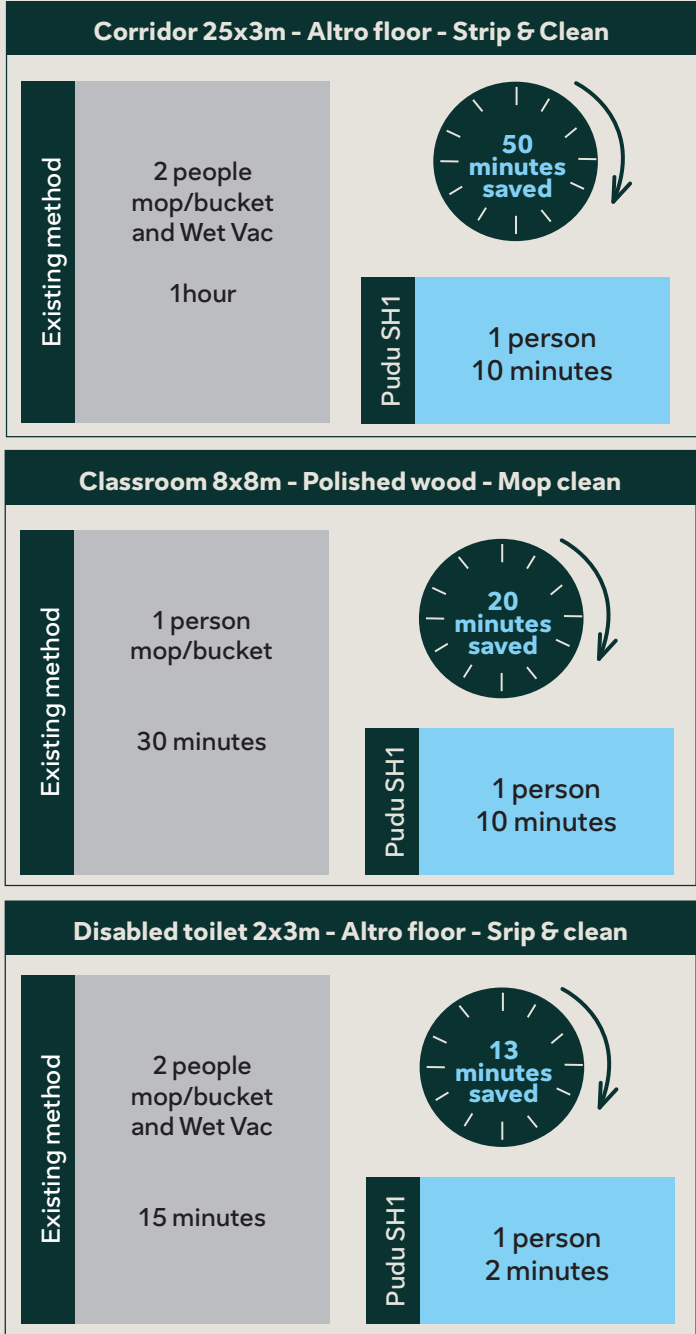 Corridor 25x3m - Altro floor - Strip & Clean
Existing method
2 people
mop/bucket
and Wet Vac
1hour
50
minutes
saved
Pudu SH1
1 person
10 minutes
Classroom 8x8m - Polished wood - Mop clean
Existing method
1 person
mop/bucket
30 minutes
20
minutes
saved
Pudu SH1
1 person
10 minutes
Disabled toilet 2x3m - Altro floor - Srip & clean
Existing method
2 people
mop/bucket
and Wet Vac
15 minutes
13
minutes
saved
Pudu SH1
1 person
2 minutes